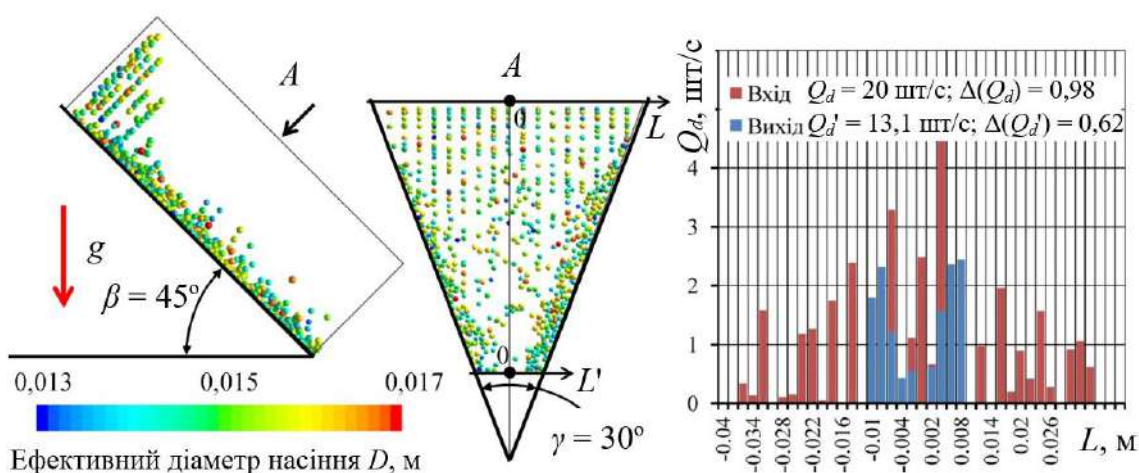 A
g
β = 45º
0,013 0,015 0,017
Ефективний діаметр насіння D, м
A
0
L
0
L'
γ = 30º
Q_d, шт/с
Вхід Q_d = 20 шт/с; Δ(Q_d) = 0,98
Вихід Q_d' = 13,1 шт/с; Δ(Q_d') = 0,62
4
3
2
1
0
-0.04
-0.034
-0.028
-0.022
-0.016
-0.01
-0.004
0.002
0.008
0.014
0.02
0.026
L, м